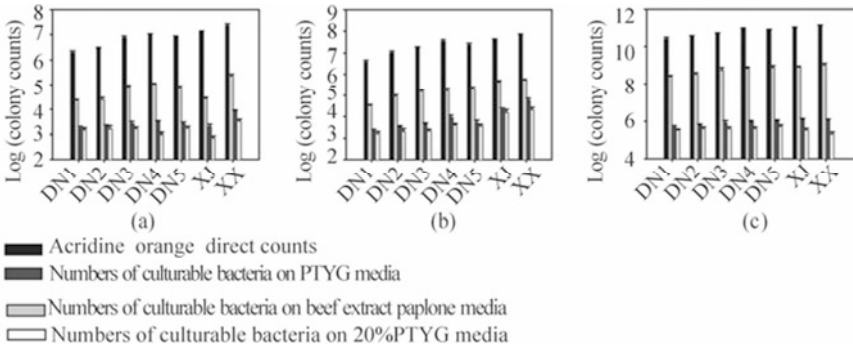 Log (colony counts)
8
7
6
5
4
3
2
DN1 DN2 DN3 DN4 DN5 XJ XX
(a)
Log (colony counts)
9
8
7
6
5
4
3
2
DN1 DN2 DN3 DN4 DN5 XJ XX
(b)
Log (colony counts)
12
10
8
6
4
DN1 DN2 DN3 DN4 DN5 XJ XX
(c)
Acridine orange direct counts
Numbers of culturable bacteria on PTYG media
Numbers of culturable bacteria on beef extract paplone media
Numbers of culturable bacteria on 20%PTYG media